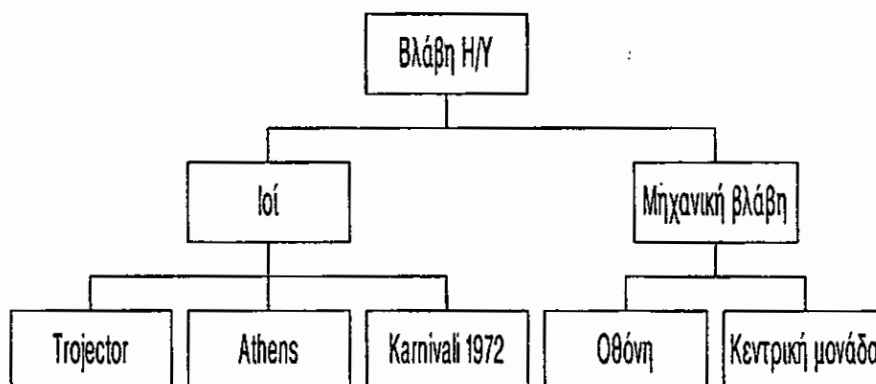 Βλάβη Η/Υ
Ιοί
Μηχανική βλάβη
Trojector
Athens
Karnivali 1972
Οθόνη
Κεντρική μονάδα